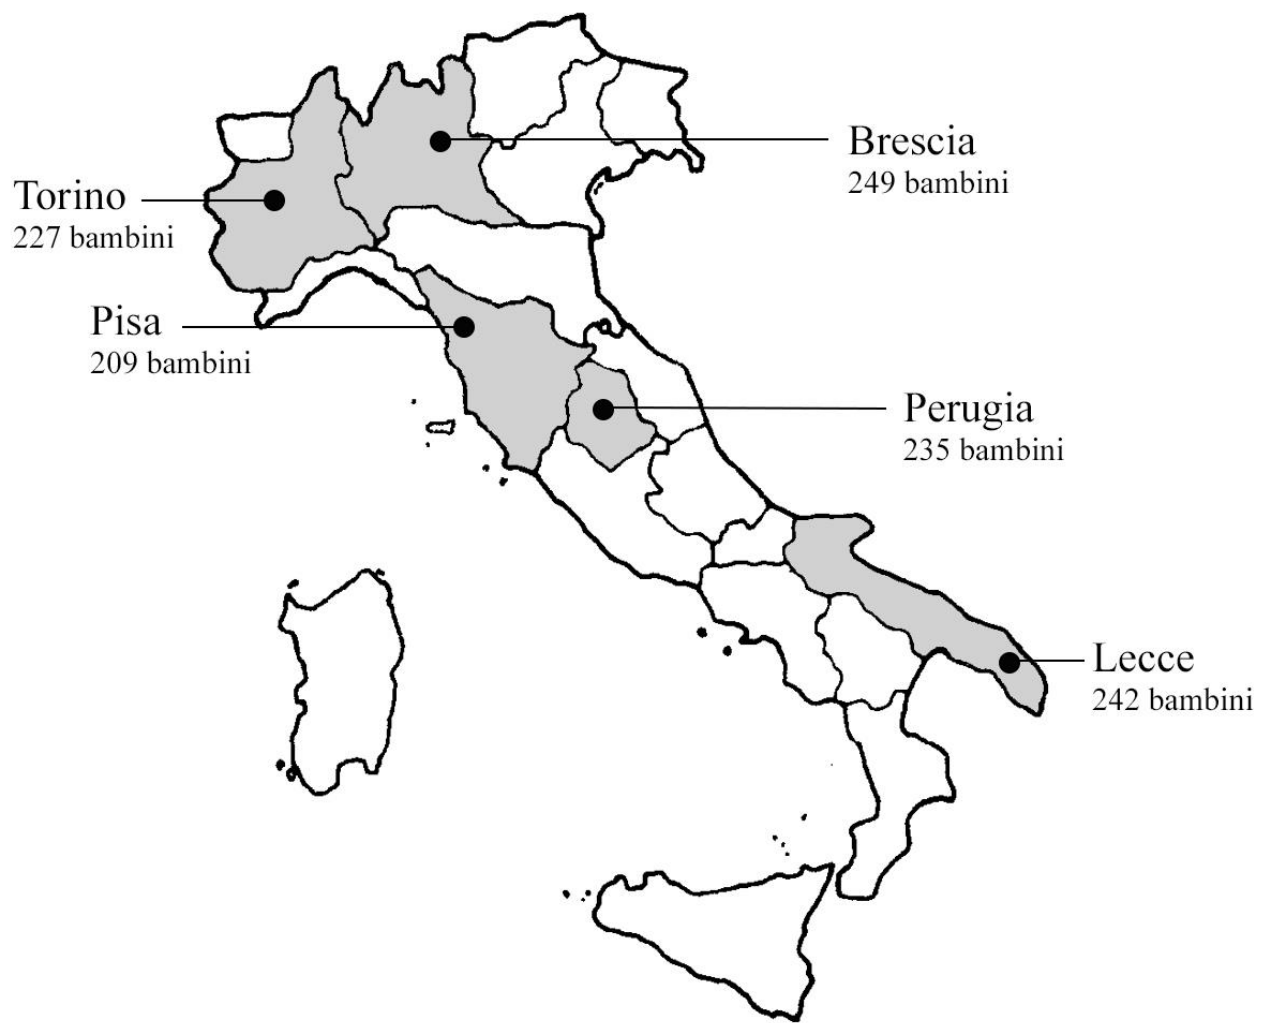 Brescia
249 bambini
Torino
227 bambini
Pisa
209 bambini
Perugia
235 bambini
Lecce
242 bambini